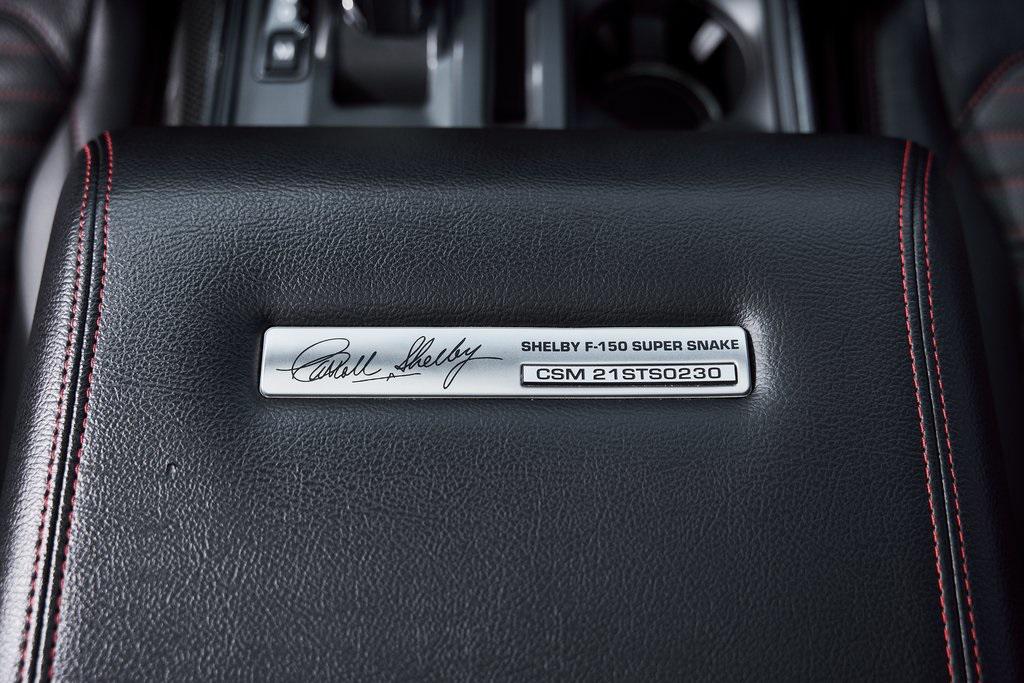 Carroll Shelby
SHELBY F-150 SUPER SNAKE
CSM 21STS0230